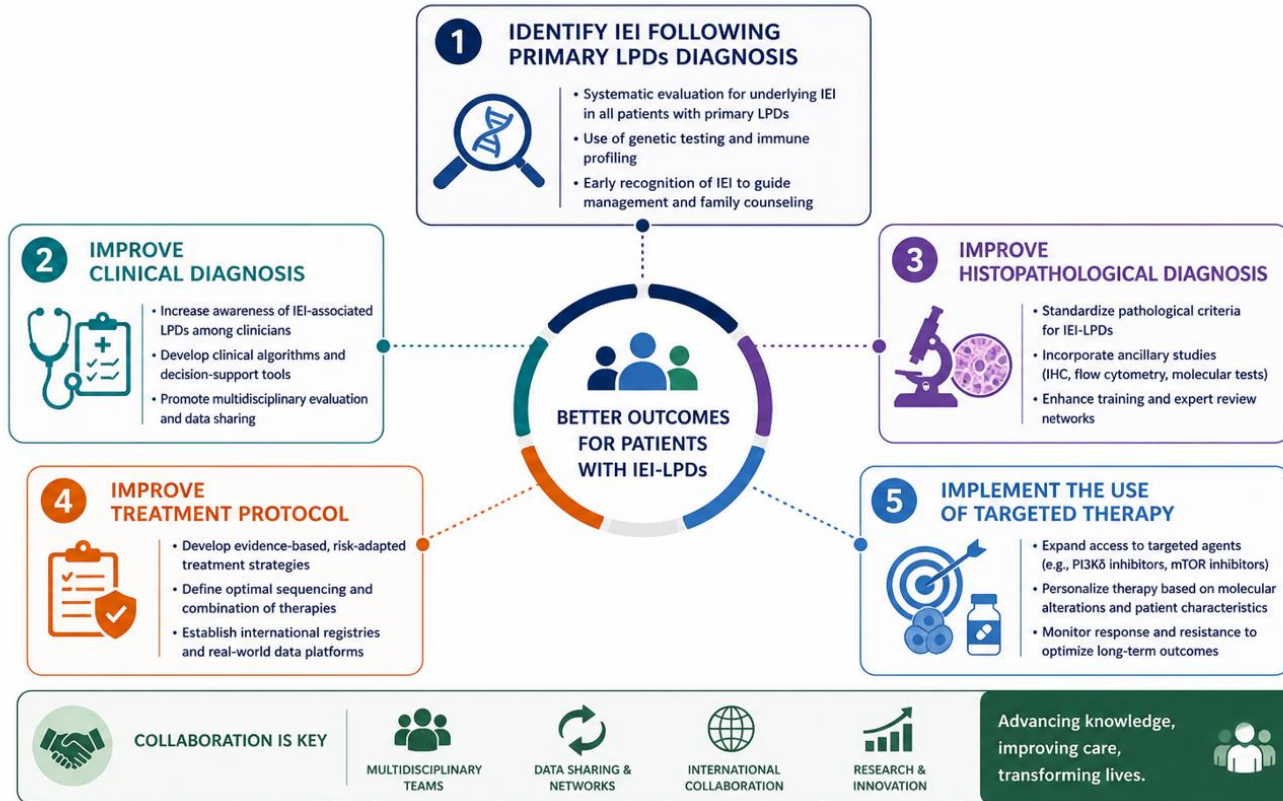 1
IDENTIFY IEI FOLLOWING
PRIMARY LPDs DIAGNOSIS
• Systematic evaluation for underlying IEI
in all patients with primary LPDs
• Use of genetic testing and immune
profiling
• Early recognition of IEI to guide
management and family counseling
2
IMPROVE
CLINICAL DIAGNOSIS
• Increase awareness of IEI-associated
LPDs among clinicians
• Develop clinical algorithms and
decision-support tools
• Promote multidisciplinary evaluation
and data sharing
3
IMPROVE
HISTOPATHOLOGICAL DIAGNOSIS
• Standardize pathological criteria
for IEI-LPDs
• Incorporate ancillary studies
(IHC, flow cytometry, molecular tests)
• Enhance training and expert review
networks
BETTER OUTCOMES
FOR PATIENTS
WITH IEI-LPDs
4
IMPROVE
TREATMENT PROTOCOL
• Develop evidence-based, risk-adapted
treatment strategies
• Define optimal sequencing and
combination of therapies
• Establish international registries
and real-world data platforms
5
IMPLEMENT THE USE
OF TARGETED THERAPY
• Expand access to targeted agents
(e.g., PI3Kδ inhibitors, mTOR inhibitors)
• Personalize therapy based on molecular
alterations and patient characteristics
• Monitor response and resistance to
optimize long-term outcomes
COLLABORATION IS KEY
MULTIDISCIPLINARY
TEAMS
DATA SHARING &
NETWORKS
INTERNATIONAL
COLLABORATION
RESEARCH &
INNOVATION
Advancing knowledge,
improving care,
transforming lives.